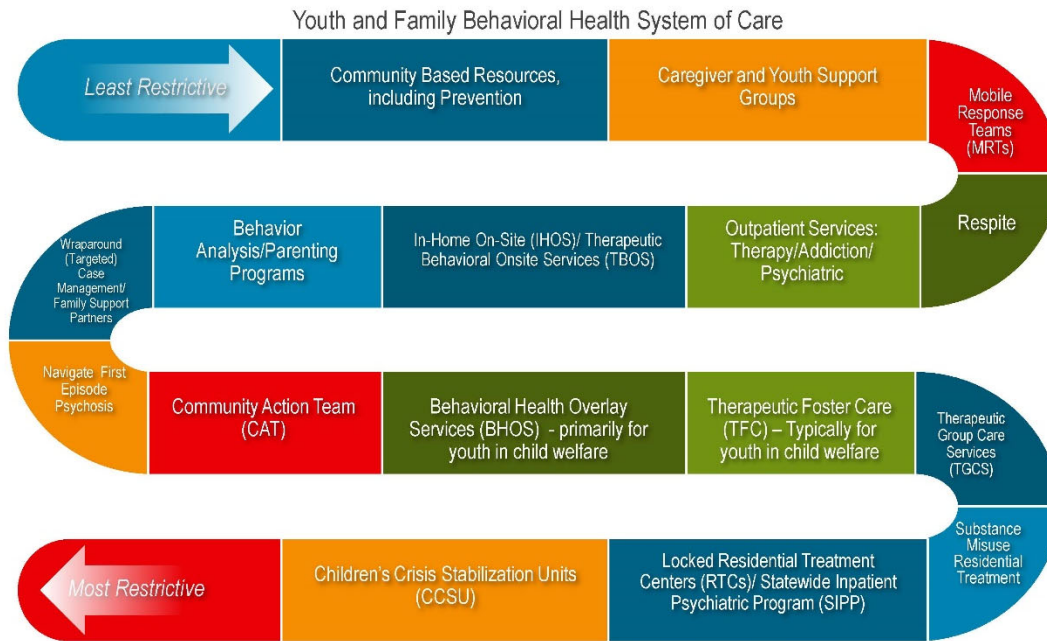 Youth and Family Behavioral Health System of Care
Least Restrictive
Community Based Resources,
including Prevention
Caregiver and Youth Support
Groups
Mobile
Response
Teams
(MRTs)
Respite
Outpatient Services:
Therapy/Addiction/
Psychiatric
In-Home On-Site (IHOS)/ Therapeutic
Behavioral Onsite Services (TBOS)
Behavior
Analysis/Parenting
Programs
Wraparound
(Targeted)
Case
Management/
Family Support
Partners
Navigate First
Episode
Psychosis
Community Action Team
(CAT)
Behavioral Health Overlay
Services (BHOS) - primarily for
youth in child welfare
Therapeutic Foster Care
(TFC) – Typically for
youth in child welfare
Therapeutic
Group Care
Services
(TGCS)
Substance
Misuse
Residential
Treatment
Locked Residential Treatment
Centers (RTCs)/ Statewide Inpatient
Psychiatric Program (SIPP)
Children's Crisis Stabilization Units
(CCSU)
Most Restrictive